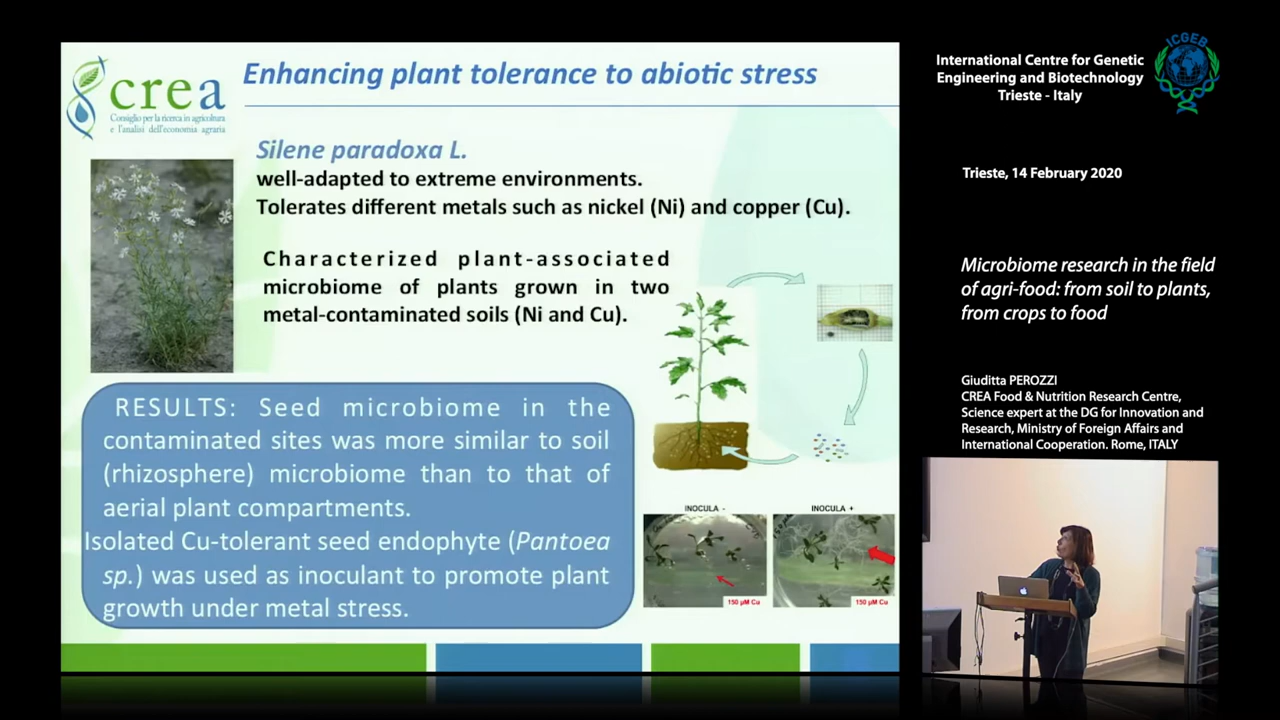 crea
Consiglio per la ricerca in agricoltura
e l'analisi dell'economia agraria
Enhancing plant tolerance to abiotic stress
Silene paradoxa L.
well-adapted to extreme environments.
Tolerates different metals such as nickel (Ni) and copper (Cu).
Characterized plant-associated
microbiome of plants grown in two
metal-contaminated soils (Ni and Cu).
RESULTS: Seed microbiome in the
contaminated sites was more similar to soil
(rhizosphere) microbiome than to that of
aerial plant compartments.
Isolated Cu-tolerant seed endophyte (Pantoea
sp.) was used as inoculant to promote plant
growth under metal stress.
INOCULA -
INOCULA +
150 µM Cu
150 µM Cu
International Centre for Genetic
Engineering and Biotechnology
Trieste - Italy
ICGEB
Trieste, 14 February 2020
Microbiome research in the field
of agri-food: from soil to plants,
from crops to food
Giuditta PEROZZI
CREA Food & Nutrition Research Centre,
Science expert at the DG for Innovation and
Research, Ministry of Foreign Affairs and
International Cooperation. Rome, ITALY